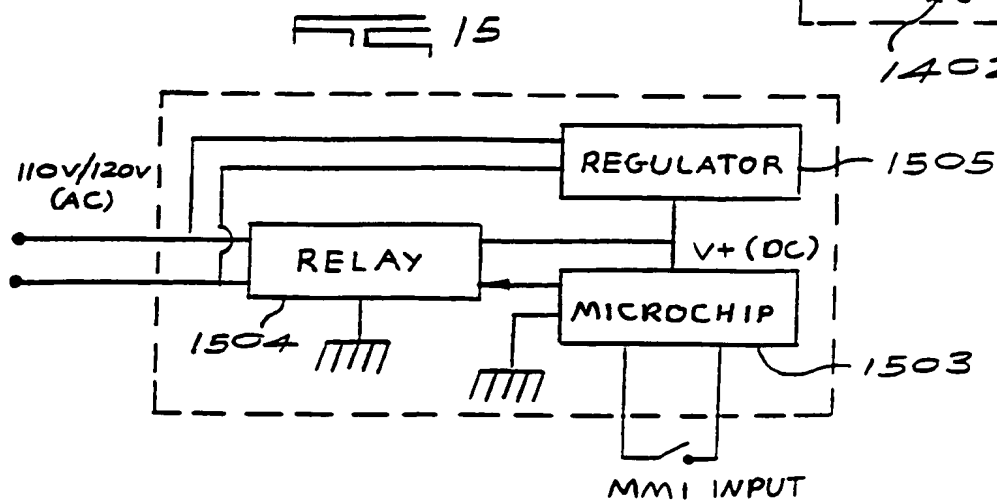 15
1402
110V/120V
(AC)
REGULATOR
1505
RELAY
V+ (DC)
MICROCHIP
1504
1503
MMI INPUT